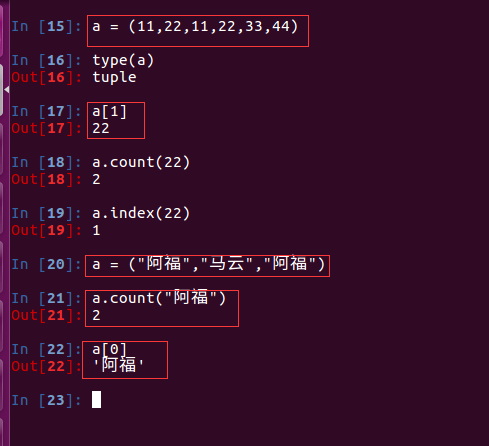 In [15]: a = (11,22,11,22,33,44)
In [16]: type(a)
Out[16]: tuple
In [17]: a[1]
Out[17]: 22
In [18]: a.count(22)
Out[18]: 2
In [19]: a.index(22)
Out[19]: 1
In [20]: a = ("阿福","马云","阿福")
In [21]: a.count("阿福")
Out[21]: 2
In [22]: a[0]
Out[22]: '阿福'
In [23]: